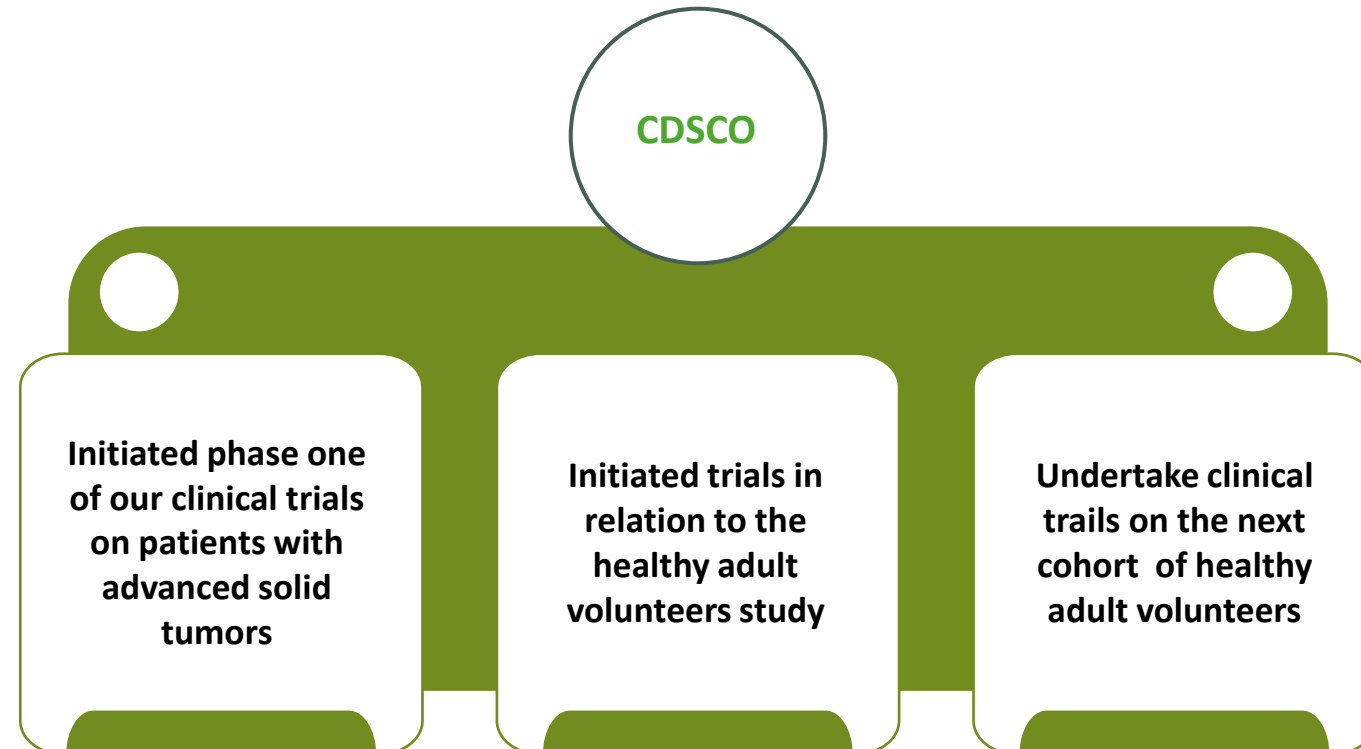 CDSCO
Initiated phase one
of our clinical trials
on patients with
advanced solid
tumors
Initiated trials in
relation to the
healthy adult
volunteers study
Undertake clinical
trails on the next
cohort of healthy
adult volunteers